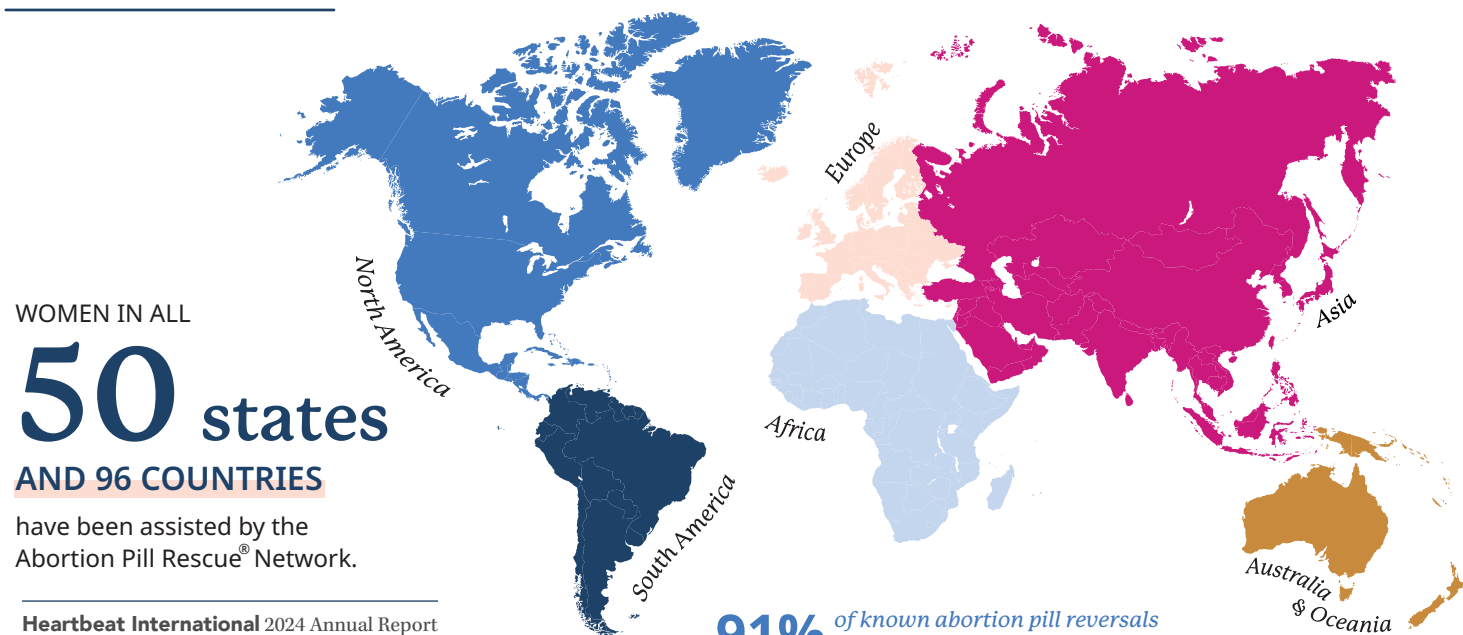 WOMEN IN ALL
50 states
AND 96 COUNTRIES
have been assisted by the
Abortion Pill Rescue® Network.
Heartbeat International 2024 Annual Report
North America
South America
Europe
Africa
Asia
Australia
& Oceania
91% of known abortion pill reversals